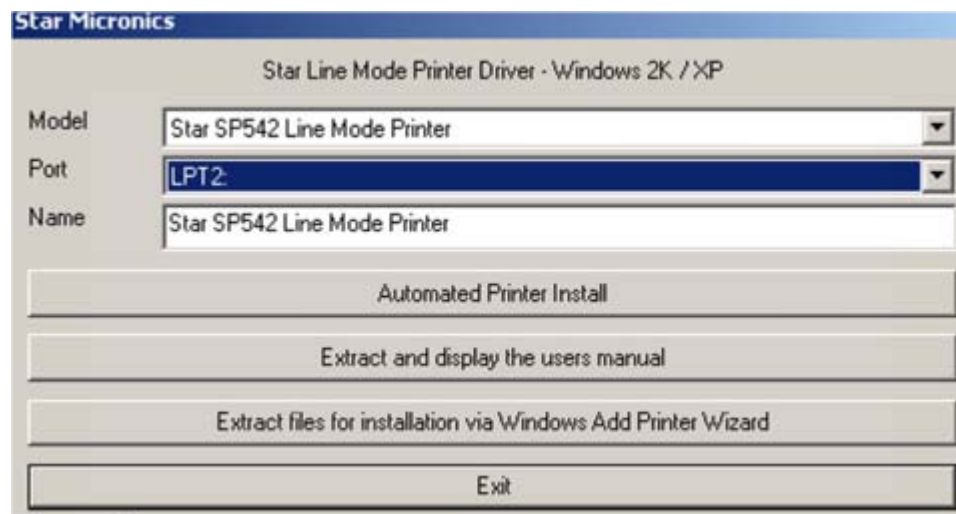 Star Micronics
Star Line Mode Printer Driver - Windows 2K / XP
Model
Star SP542 Line Mode Printer
Port
LPT2:
Name
Star SP542 Line Mode Printer
Automated Printer Install
Extract and display the users manual
Extract files for installation via Windows Add Printer Wizard
Exit